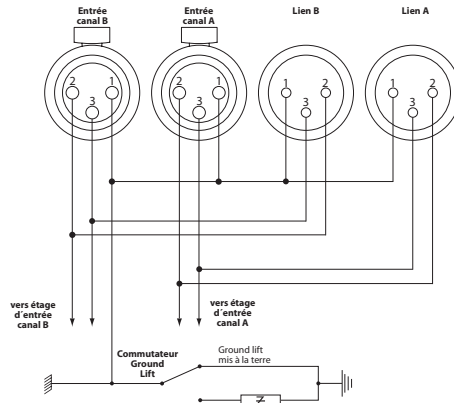 Entrée
canal B
Entrée
canal A
Lien B
Lien A
2
1
3
2
1
3
1
2
3
1
2
3
vers étage
d´entrée
canal B
vers étage
d´entrée
canal A
Commutateur
Ground
Lift
Ground lift
mis à la terre